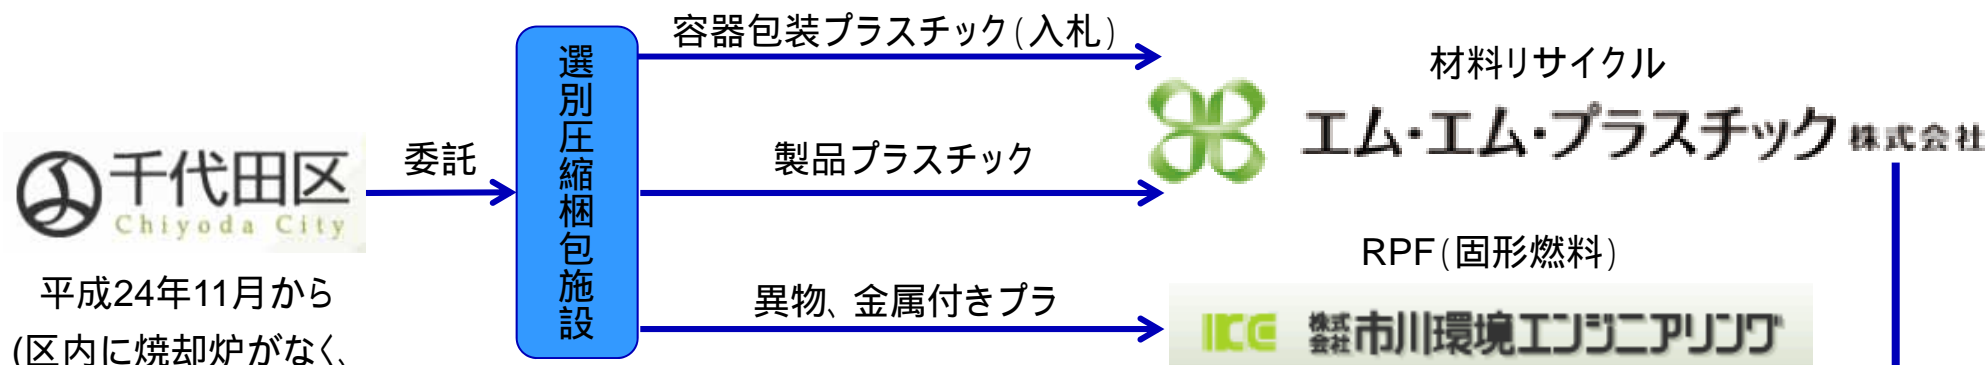 千代田区
Chiyoda City
平成24年11月から
(区内に焼却炉がなく、
委託
選別圧縮梱包施設
容器包装プラスチック(入札)
製品プラスチック
異物、金属付きプラ
材料リサイクル
エム・エム・プラスチック株式会社
RPF(固形燃料)
ICE 株式会社市川環境エンジニアリング